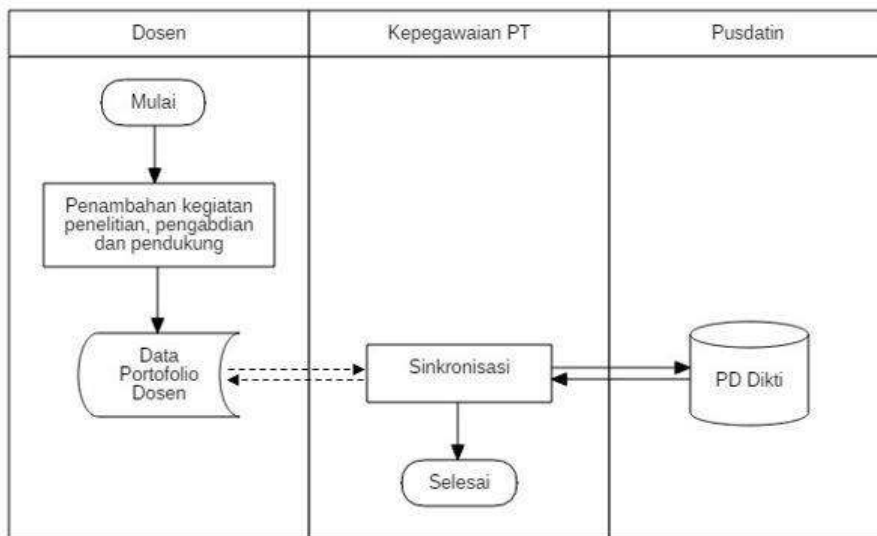 Dosen
Kepegawaian PT
Pusdatin
Mulai
Penambahan kegiatan
penelitian, pengabdian
dan pendukung
Data
Portofolio
Dosen
Sinkronisasi
PD Dikti
Selesai